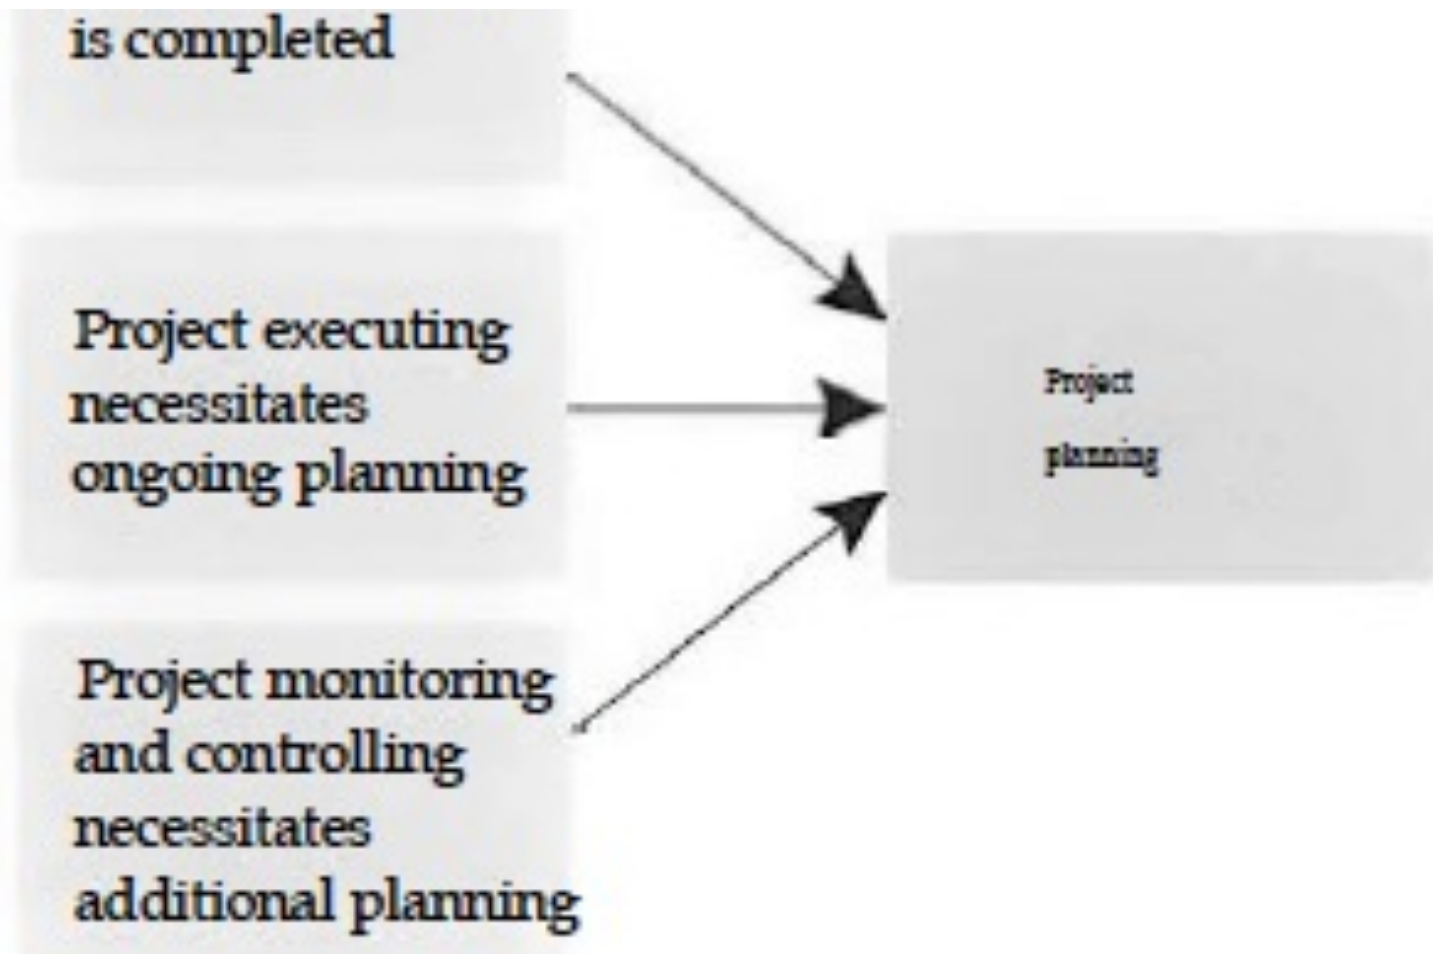 is completed
Project executing
necessitates
ongoing planning
Project monitoring
and controlling
necessitates
additional planning
Project
planning